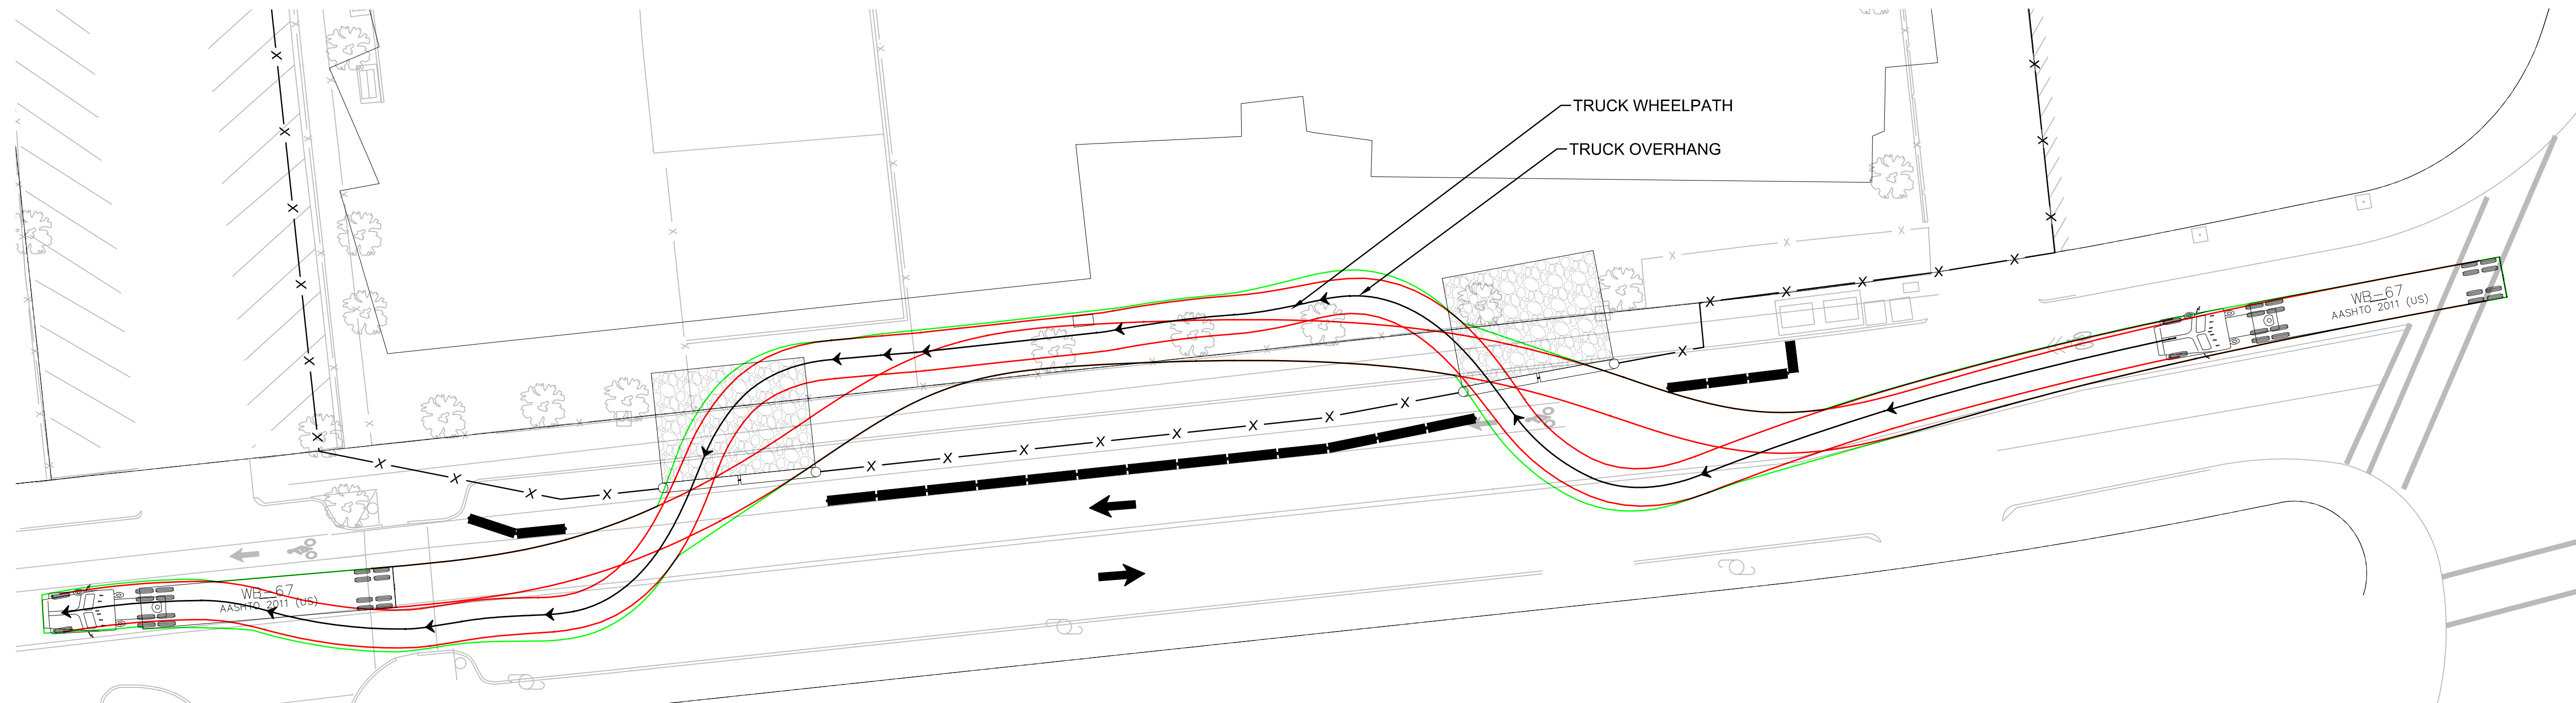 TRUCK WHEELPATH
TRUCK OVERHANG
WB-67
AASHTO 2011 (US)
WB-67
AASHTO 2011 (US)